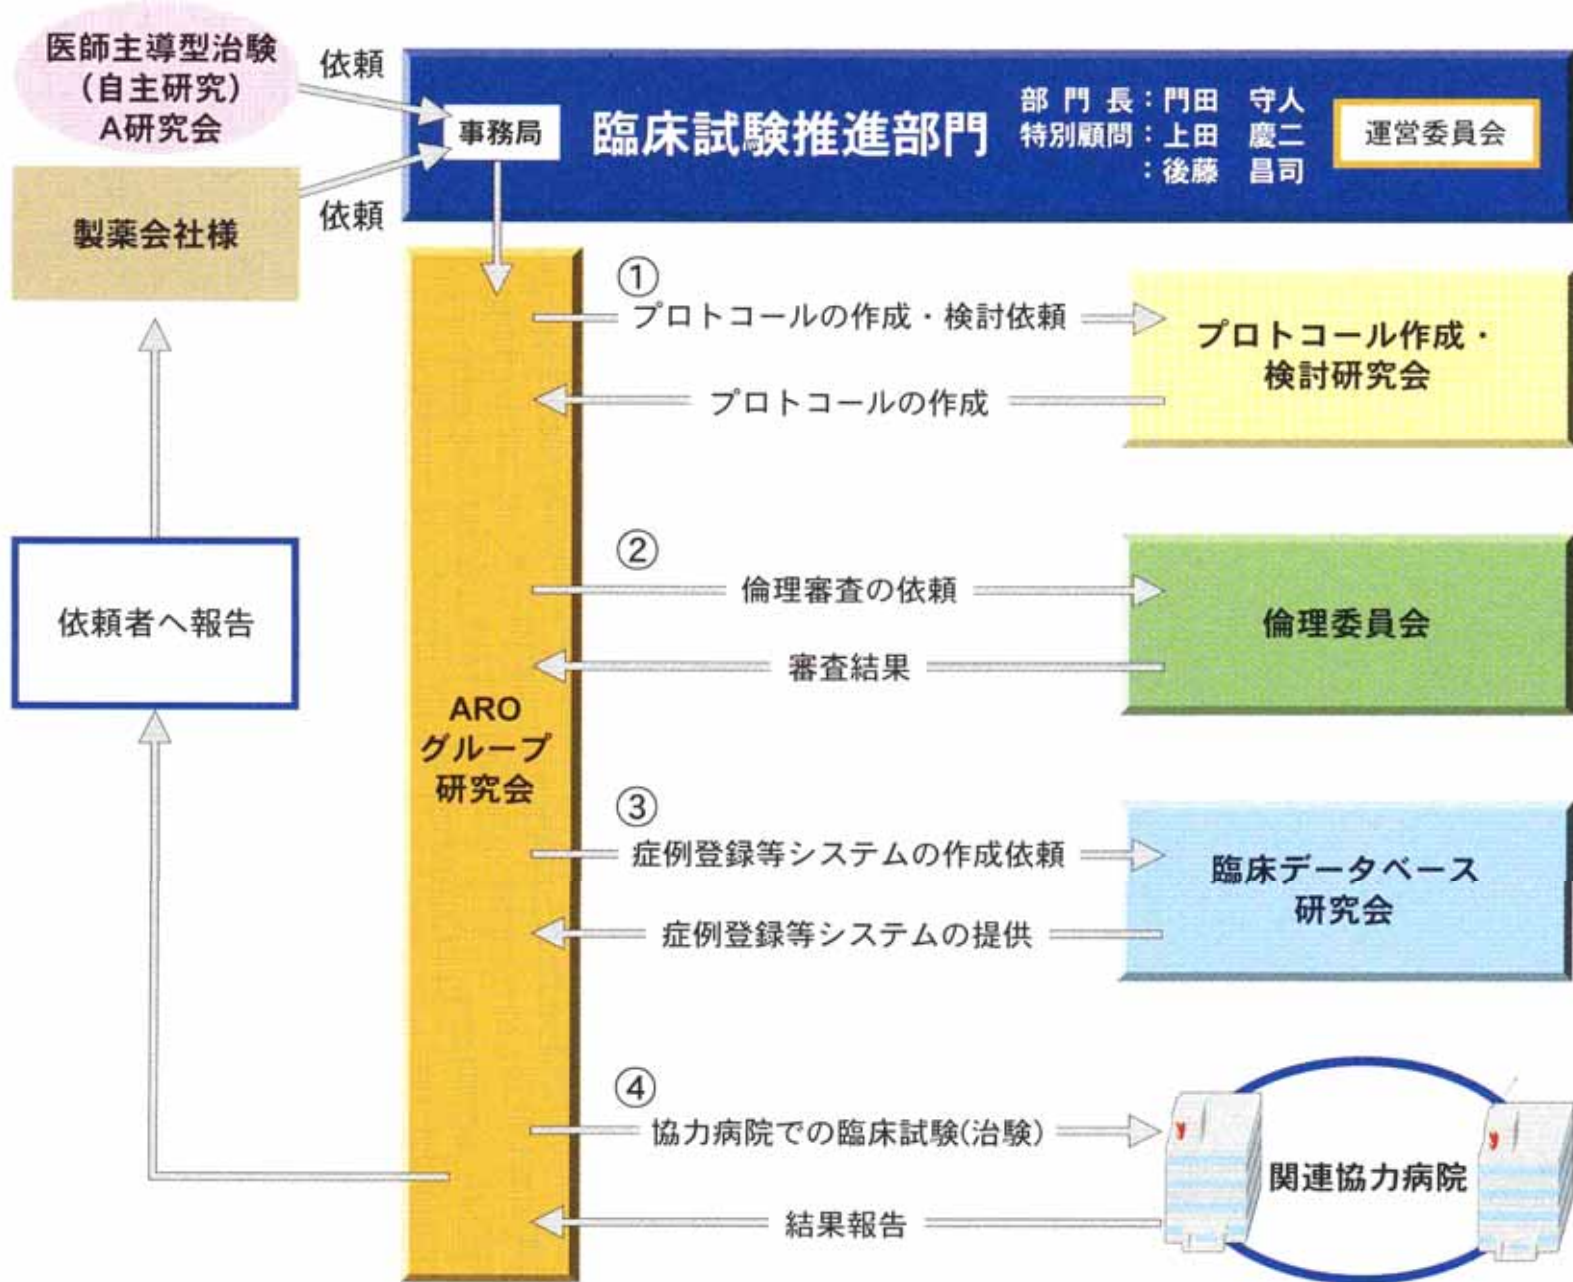 医師主導型治験
（自主研究）
A研究会
依頼
製薬会社様
依頼
事務局
臨床試験推進部門
部門長：門田　守人
特別顧問：上田　慶二
：後藤　昌司
運営委員会
①
プロトコールの作成・検討依頼
プロトコールの作成
プロトコール作成・
検討研究会
②
倫理審査の依頼
審査結果
倫理委員会
依頼者へ報告
ARO
グループ
研究会
③
症例登録等システムの作成依頼
症例登録等システムの提供
臨床データベース
研究会
④
協力病院での臨床試験(治験)
結果報告
関連協力病院